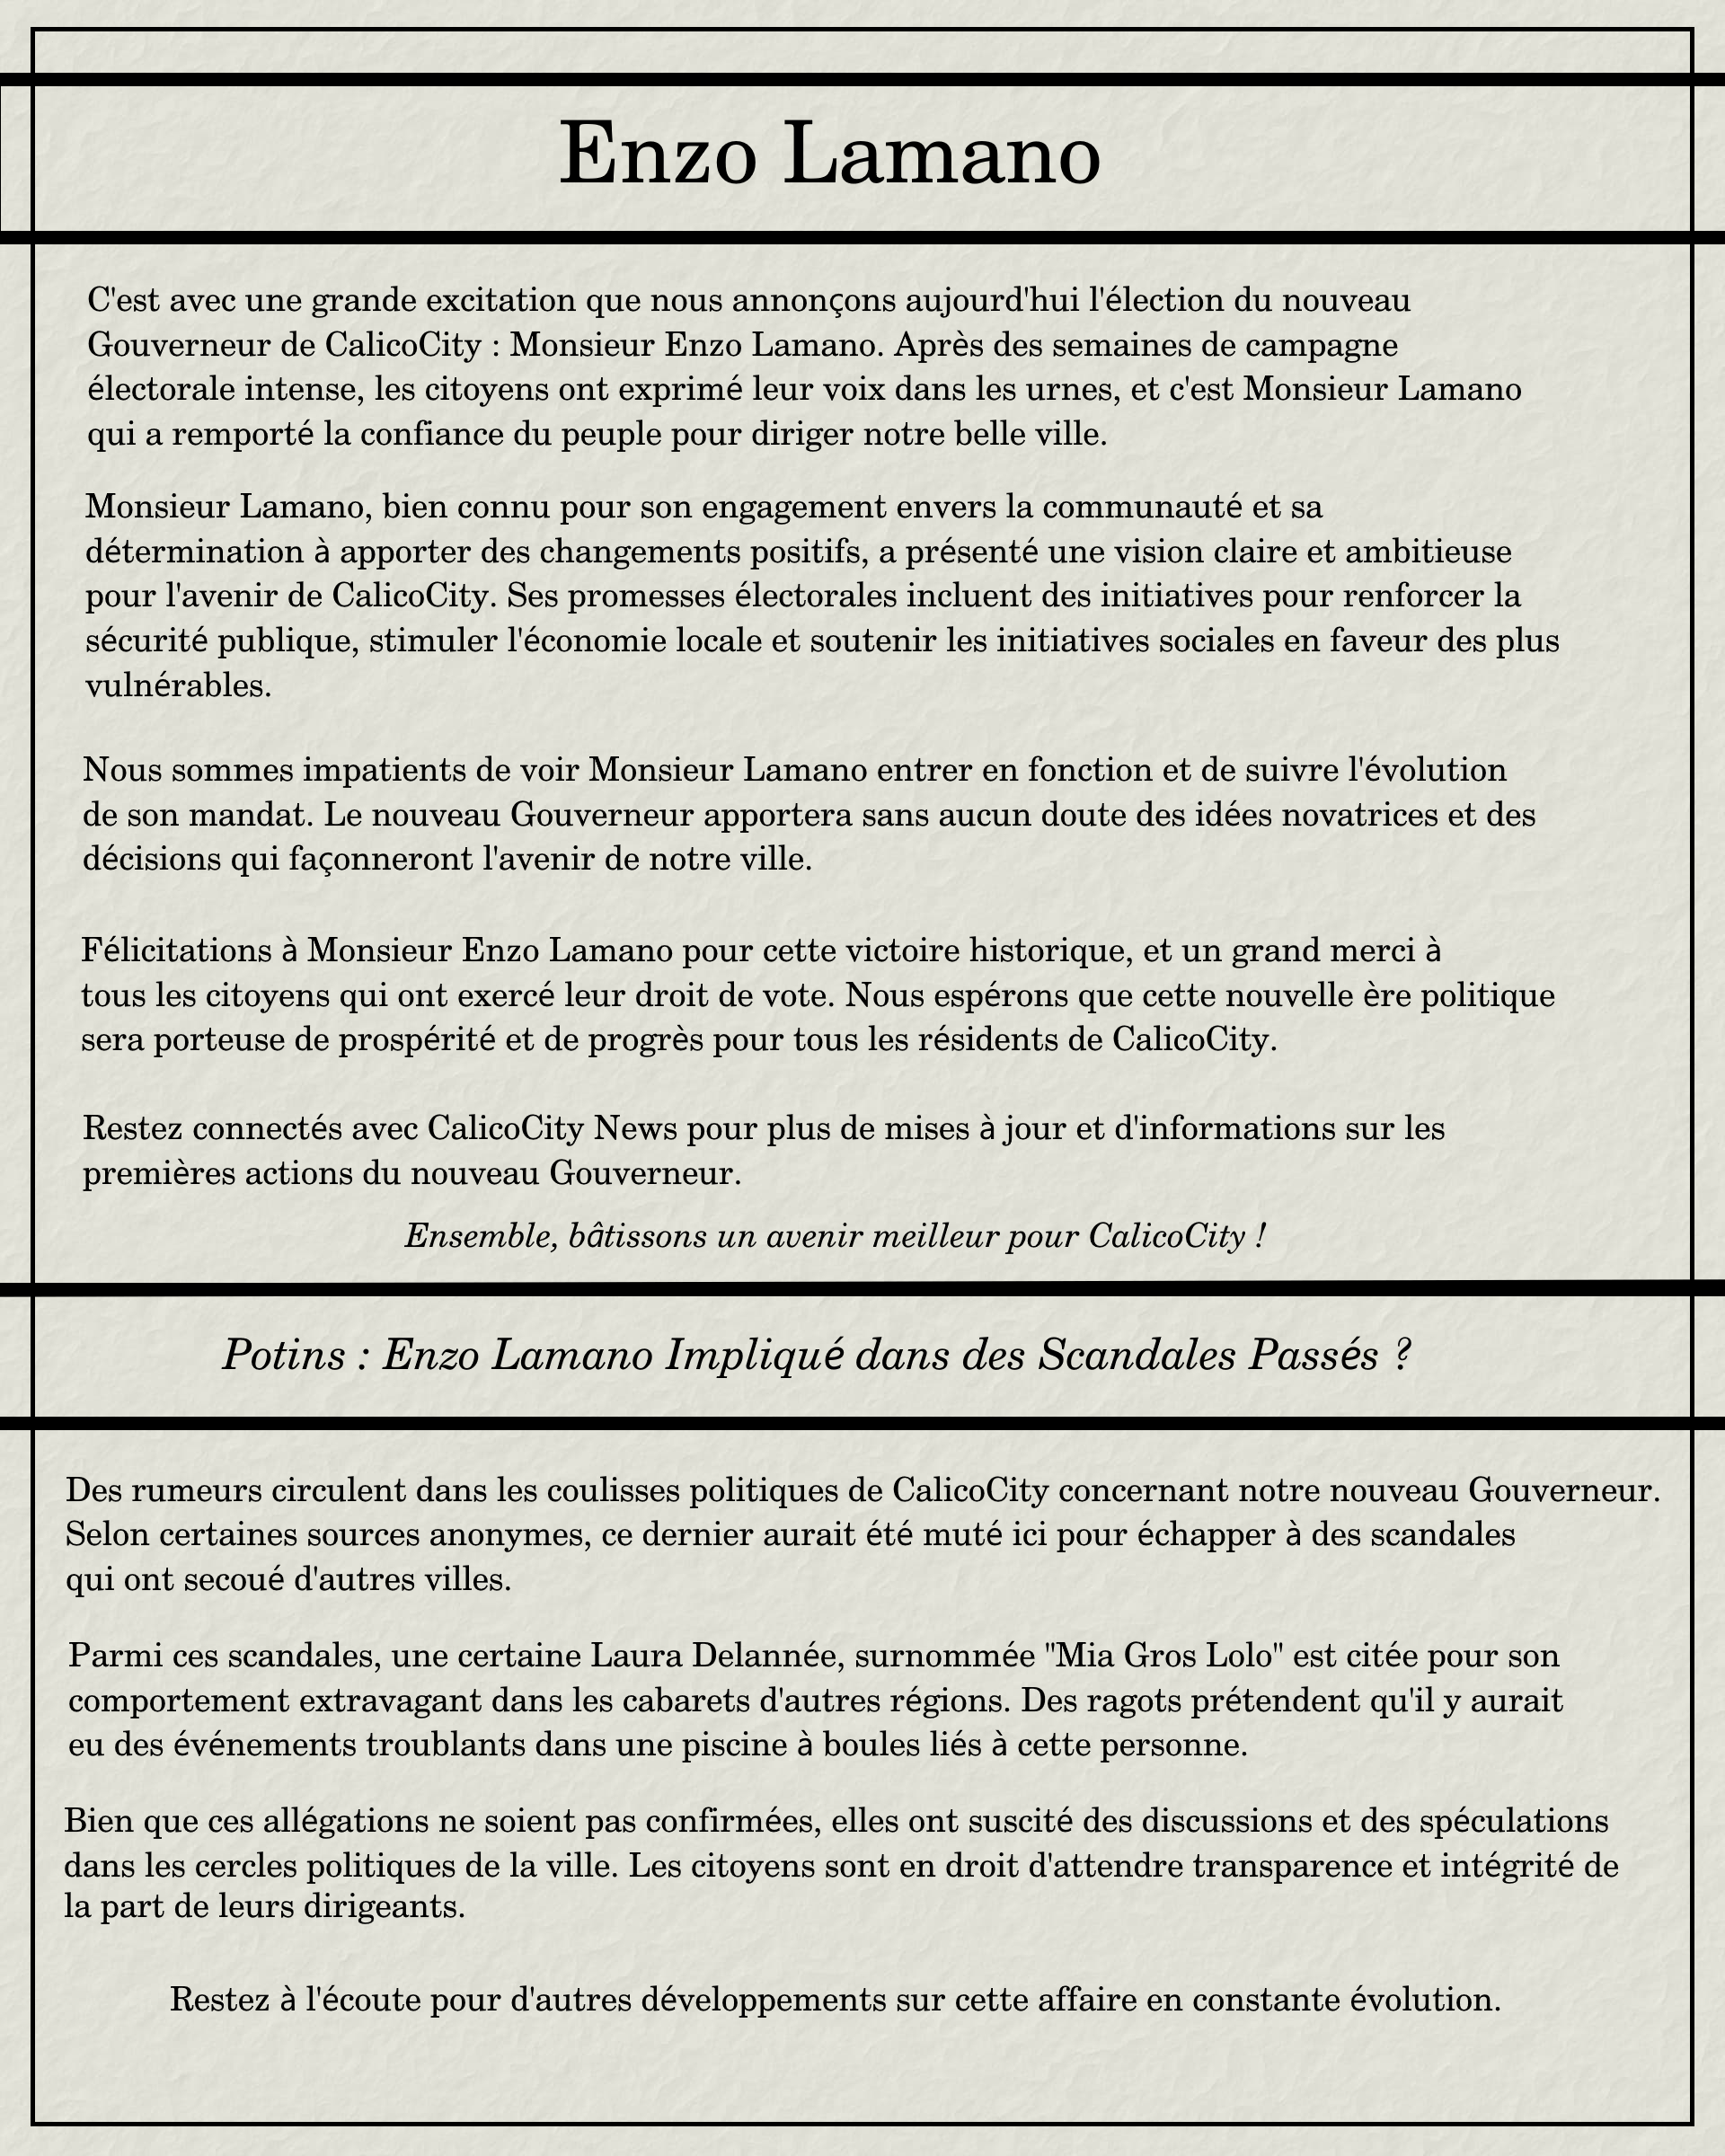 Enzo Lamano
C'est avec une grande excitation que nous annonçons aujourd'hui l'élection du nouveau
Gouverneur de CalicoCity : Monsieur Enzo Lamano. Après des semaines de campagne
électorale intense, les citoyens ont exprimé leur voix dans les urnes, et c'est Monsieur Lamano
qui a remporté la confiance du peuple pour diriger notre belle ville.
Monsieur Lamano, bien connu pour son engagement envers la communauté et sa
détermination à apporter des changements positifs, a présenté une vision claire et ambitieuse
pour l'avenir de CalicoCity. Ses promesses électorales incluent des initiatives pour renforcer la
sécurité publique, stimuler l'économie locale et soutenir les initiatives sociales en faveur des plus
vulnérables.
Nous sommes impatients de voir Monsieur Lamano entrer en fonction et de suivre l'évolution
de son mandat. Le nouveau Gouverneur apportera sans aucun doute des idées novatrices et des
décisions qui façonneront l'avenir de notre ville.
Félicitations à Monsieur Enzo Lamano pour cette victoire historique, et un grand merci à
tous les citoyens qui ont exercé leur droit de vote. Nous espérons que cette nouvelle ère politique
sera porteuse de prospérité et de progrès pour tous les résidents de CalicoCity.
Restez connectés avec CalicoCity News pour plus de mises à jour et d'informations sur les
premières actions du nouveau Gouverneur.
Ensemble, bâtissons un avenir meilleur pour CalicoCity !
Potins : Enzo Lamano Impliqué dans des Scandales Passés ?
Des rumeurs circulent dans les coulisses politiques de CalicoCity concernant notre nouveau Gouverneur.
Selon certaines sources anonymes, ce dernier aurait été muté ici pour échapper à des scandales
qui ont secoué d'autres villes.
Parmi ces scandales, une certaine Laura Delannée, surnommée "Mia Gros Lolo" est citée pour son
comportement extravagant dans les cabarets d'autres régions. Des ragots prétendent qu'il y aurait
eu des événements troublants dans une piscine à boules liés à cette personne.
Bien que ces allégations ne soient pas confirmées, elles ont suscité des discussions et des spéculations
dans les cercles politiques de la ville. Les citoyens sont en droit d'attendre transparence et intégrité de
la part de leurs dirigeants.
Restez à l'écoute pour d'autres développements sur cette affaire en constante évolution.